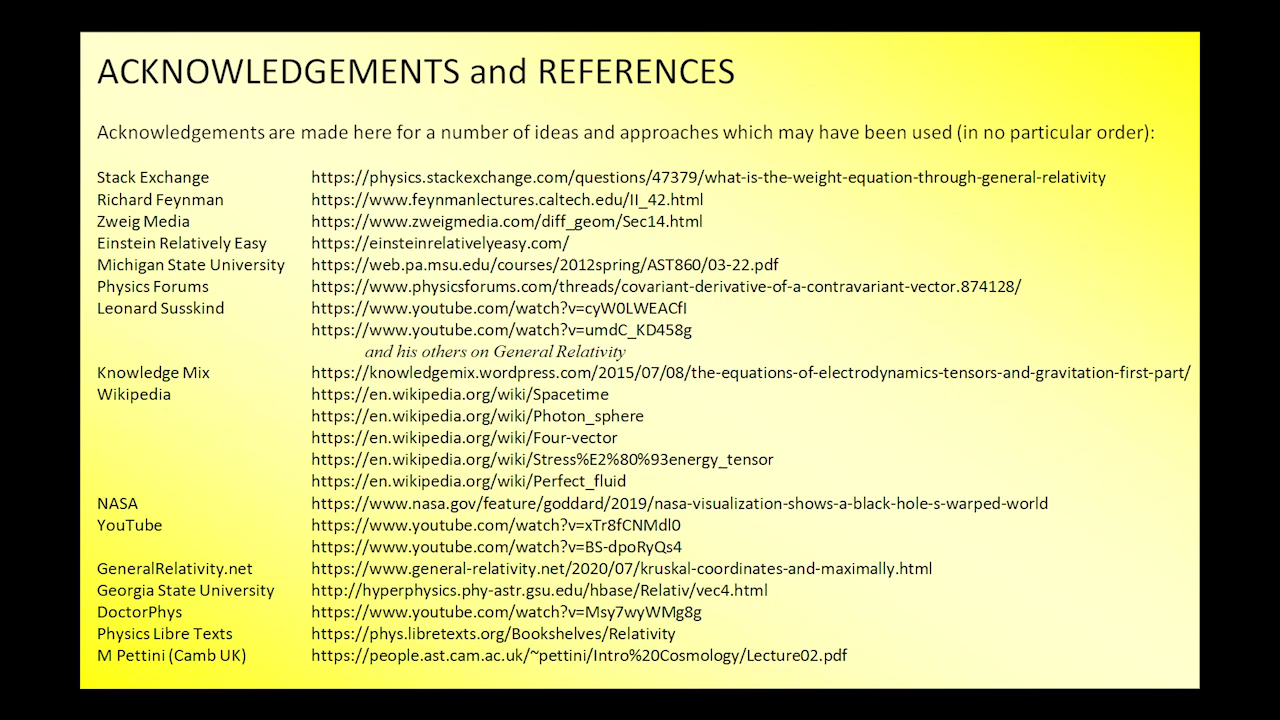 ACKNOWLEDGEMENTS and REFERENCES
Acknowledgements are made here for a number of ideas and approaches which may have been used (in no particular order):
Stack Exchange https://physics.stackexchange.com/questions/47379/what-is-the-weight-equation-through-general-relativity
Richard Feynman https://www.feynmanlectures.caltech.edu/II_42.html
Zweig Media https://www.zweigmedia.com/diff_geom/Sec14.html
Einstein Relatively Easy https://einsteinrelativelyeasy.com/
Michigan State University https://web.pa.msu.edu/courses/2012spring/AST860/03-22.pdf
Physics Forums https://www.physicsforums.com/threads/covariant-derivative-of-a-contravariant-vector.874128/
Leonard Susskind https://www.youtube.com/watch?v=cyW0LWEACfI
https://www.youtube.com/watch?v=umdC_KD458g
and his others on General Relativity
Knowledge Mix https://knowledgemix.wordpress.com/2015/07/08/the-equations-of-electrodynamics-tensors-and-gravitation-first-part/
Wikipedia https://en.wikipedia.org/wiki/Spacetime
https://en.wikipedia.org/wiki/Photon_sphere
https://en.wikipedia.org/wiki/Four-vector
https://en.wikipedia.org/wiki/Stress%E2%80%93energy_tensor
https://en.wikipedia.org/wiki/Perfect_fluid
NASA https://www.nasa.gov/feature/goddard/2019/nasa-visualization-shows-a-black-hole-s-warped-world
YouTube https://www.youtube.com/watch?v=xTr8fCNMdl0
https://www.youtube.com/watch?v=BS-dpoRyQs4
GeneralRelativity.net https://www.general-relativity.net/2020/07/kruskal-coordinates-and-maximally.html
Georgia State University http://hyperphysics.phy-astr.gsu.edu/hbase/Relativ/vec4.html
DoctorPhys https://www.youtube.com/watch?v=Msy7wyWMg8g
Physics Libre Texts https://phys.libretexts.org/Bookshelves/Relativity
M Pettini (Camb UK) https://people.ast.cam.ac.uk/~pettini/Intro%20Cosmology/Lecture02.pdf